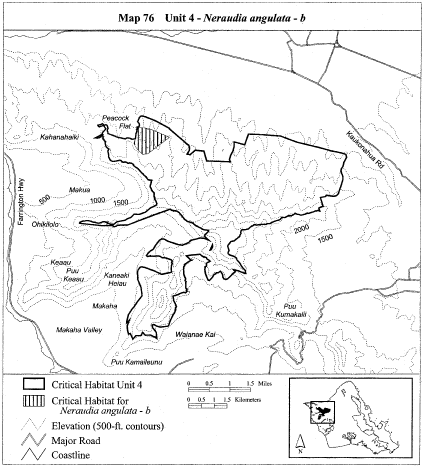 Map 76 Unit 4 - Neraudia angulata - b
Peacock
Flat
Kahanahaiki
Kaukonahua Rd
Makua
500
1000
1500
Farrington Hwy
Ohikilolo
2000
1500
Keaau
Puu
Keaau
Kaneaki
Heiau
Makaha
Puu
Kumakalii
Makaha Valley
Waianae Kai
Puu Kamaileunu
Critical Habitat Unit 4
Critical Habitat for
Neraudia angulata - b
Elevation (500-ft. contours)
Major Road
Coastline
0 0.5 1 1.5 Miles
0 0.5 1 1.5 Kilometers
N